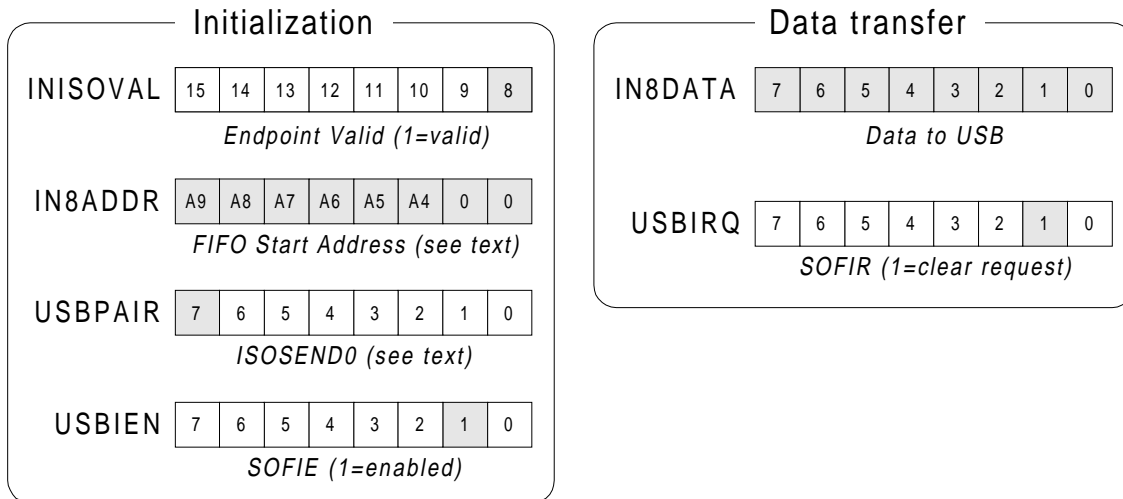 Initialization
INISOVAL 15 14 13 12 11 10 9 8
Endpoint Valid (1=valid)
IN8ADDR A9 A8 A7 A6 A5 A4 0 0
FIFO Start Address (see text)
USBPAIR 7 6 5 4 3 2 1 0
ISOSEND0 (see text)
USBIEN 7 6 5 4 3 2 1 0
SOFIE (1=enabled)
Data transfer
IN8DATA 7 6 5 4 3 2 1 0
Data to USB
USBIRQ 7 6 5 4 3 2 1 0
SOFIR (1=clear request)